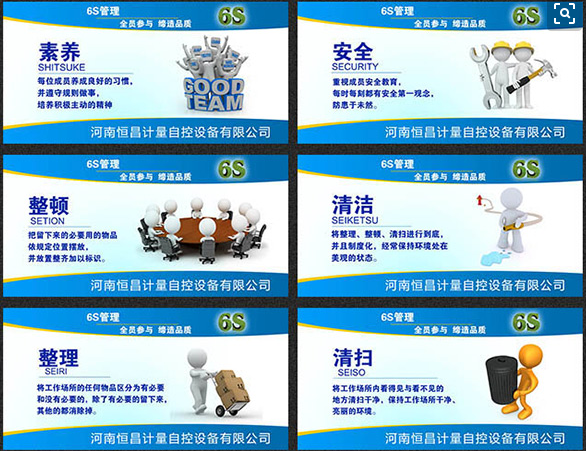 6S管理
全员参与 缔造品质
6S
素养
SHITSUKE
每位成员养成良好的习惯，
并遵守规则做事，
培养积极主动的精神
GOOD
TEAM
河南恒昌计量自控设备有限公司
6S管理
全员参与 缔造品质
6S
安全
SECURITY
重视成员安全教育，
每时每刻都有安全第一观念，
防患于未然。
河南恒昌计量自控设备有限公司
6S管理
全员参与 缔造品质
6S
整顿
SETION
把留下来的必要用的物品
依规定位置摆放，
并放置整齐加以标识。
河南恒昌计量自控设备有限公司
6S管理
全员参与 缔造品质
6S
清洁
SEIKETSU
将整理、整顿、清扫进行到底，
并且制度化，经常保持环境处在
美观的状态。
河南恒昌计量自控设备有限公司
6S管理
全员参与 缔造品质
6S
整理
SEIRI
将工作场所的任何物品区分为有必要
和没有必要的，除了有必要的留下来，
其他的都消除掉。
河南恒昌计量自控设备有限公司
6S管理
全员参与 缔造品质
6S
清扫
SEISO
将工作场所内看得见与看不见的
地方清扫干净，保持工作场所干净、
亮丽的环境。
河南恒昌计量自控设备有限公司